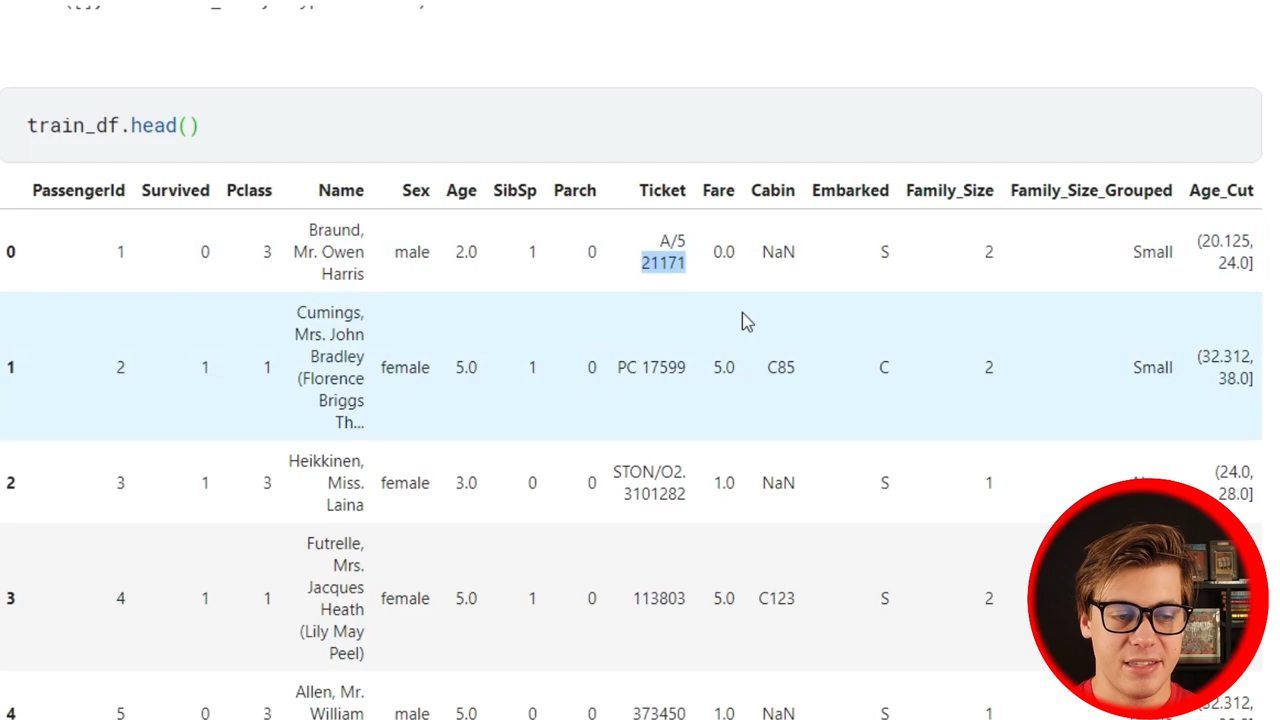 train_df.head()
PassengerId Survived Pclass Name Sex Age SibSp Parch Ticket Fare Cabin Embarked Family_Size Family_Size_Grouped Age_Cut
0 1 0 3 Braund, Mr. Owen Harris male 2.0 1 0 A/5 21171 0.0 NaN S 2 Small (20.125, 24.0]
1 2 1 1 Cumings, Mrs. John Bradley (Florence Briggs Th... female 5.0 1 0 PC 17599 5.0 C85 C 2 Small (32.312, 38.0]
2 3 1 3 Heikkinen, Miss. Laina female 3.0 0 0 STON/O2. 3101282 1.0 NaN S 1 (24.0, 28.0]
3 4 1 1 Futrelle, Mrs. Jacques Heath (Lily May Peel) female 5.0 1 0 113803 5.0 C123 S 2
4 5 0 3 Allen, Mr. William male 5.0 0 0 373450 1.0 NaN S 1